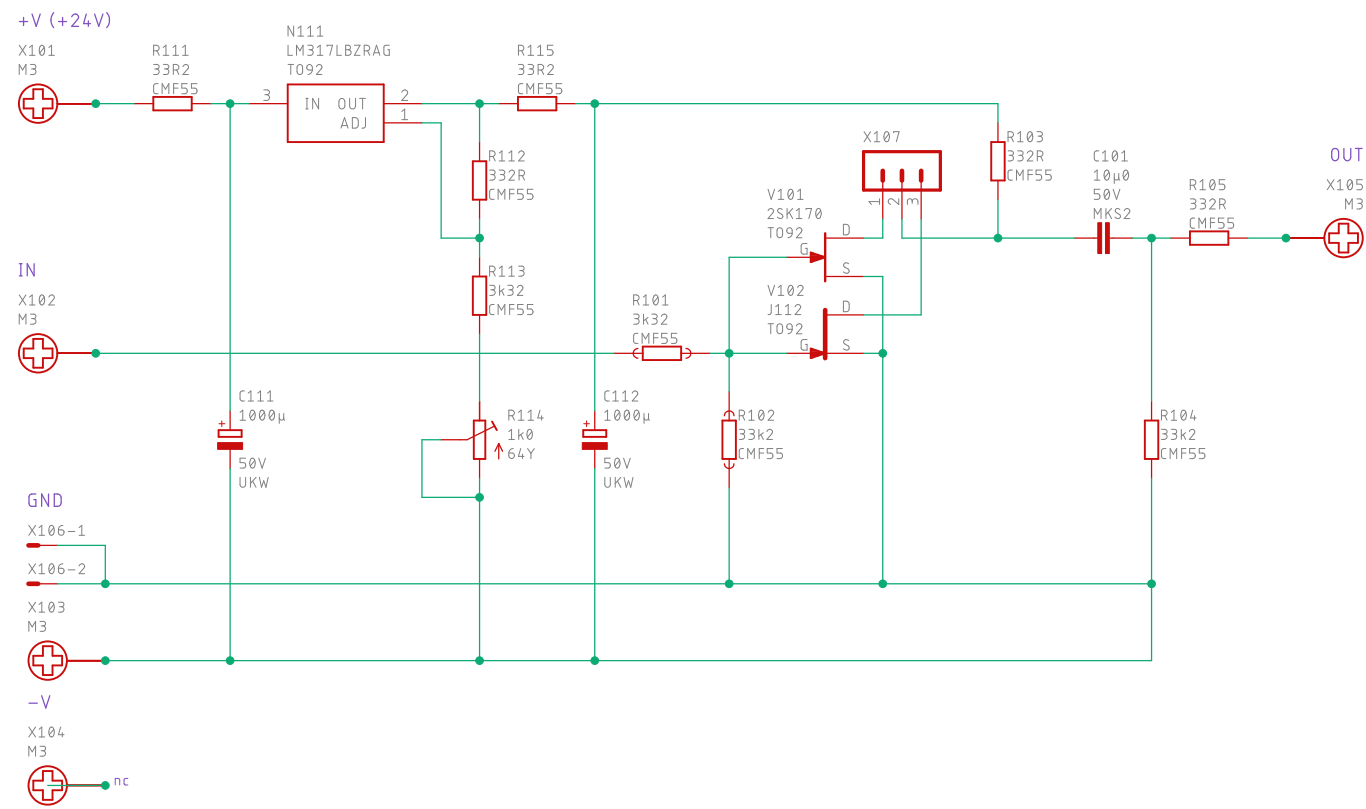 +V (+24V)
X101
M3
R111
33R2
CMF55
N111
LM317LBZRAG
TO92
3
IN
OUT
ADJ
2
1
R115
33R2
CMF55
R112
332R
CMF55
R113
3k32
CMF55
IN
X102
M3
R101
3k32
CMF55
V101
2SK170
TO92
G
D
S
V102
J112
TO92
G
D
S
X107
1
2
3
R103
332R
CMF55
C101
10µ0
50V
MKS2
R105
332R
CMF55
OUT
X105
M3
C111
1000µ
+
50V
UKW
R114
1k0
64Y
C112
1000µ
+
50V
UKW
R102
33k2
CMF55
R104
33k2
CMF55
GND
X106-1
X106-2
X103
M3
-V
X104
M3
nc